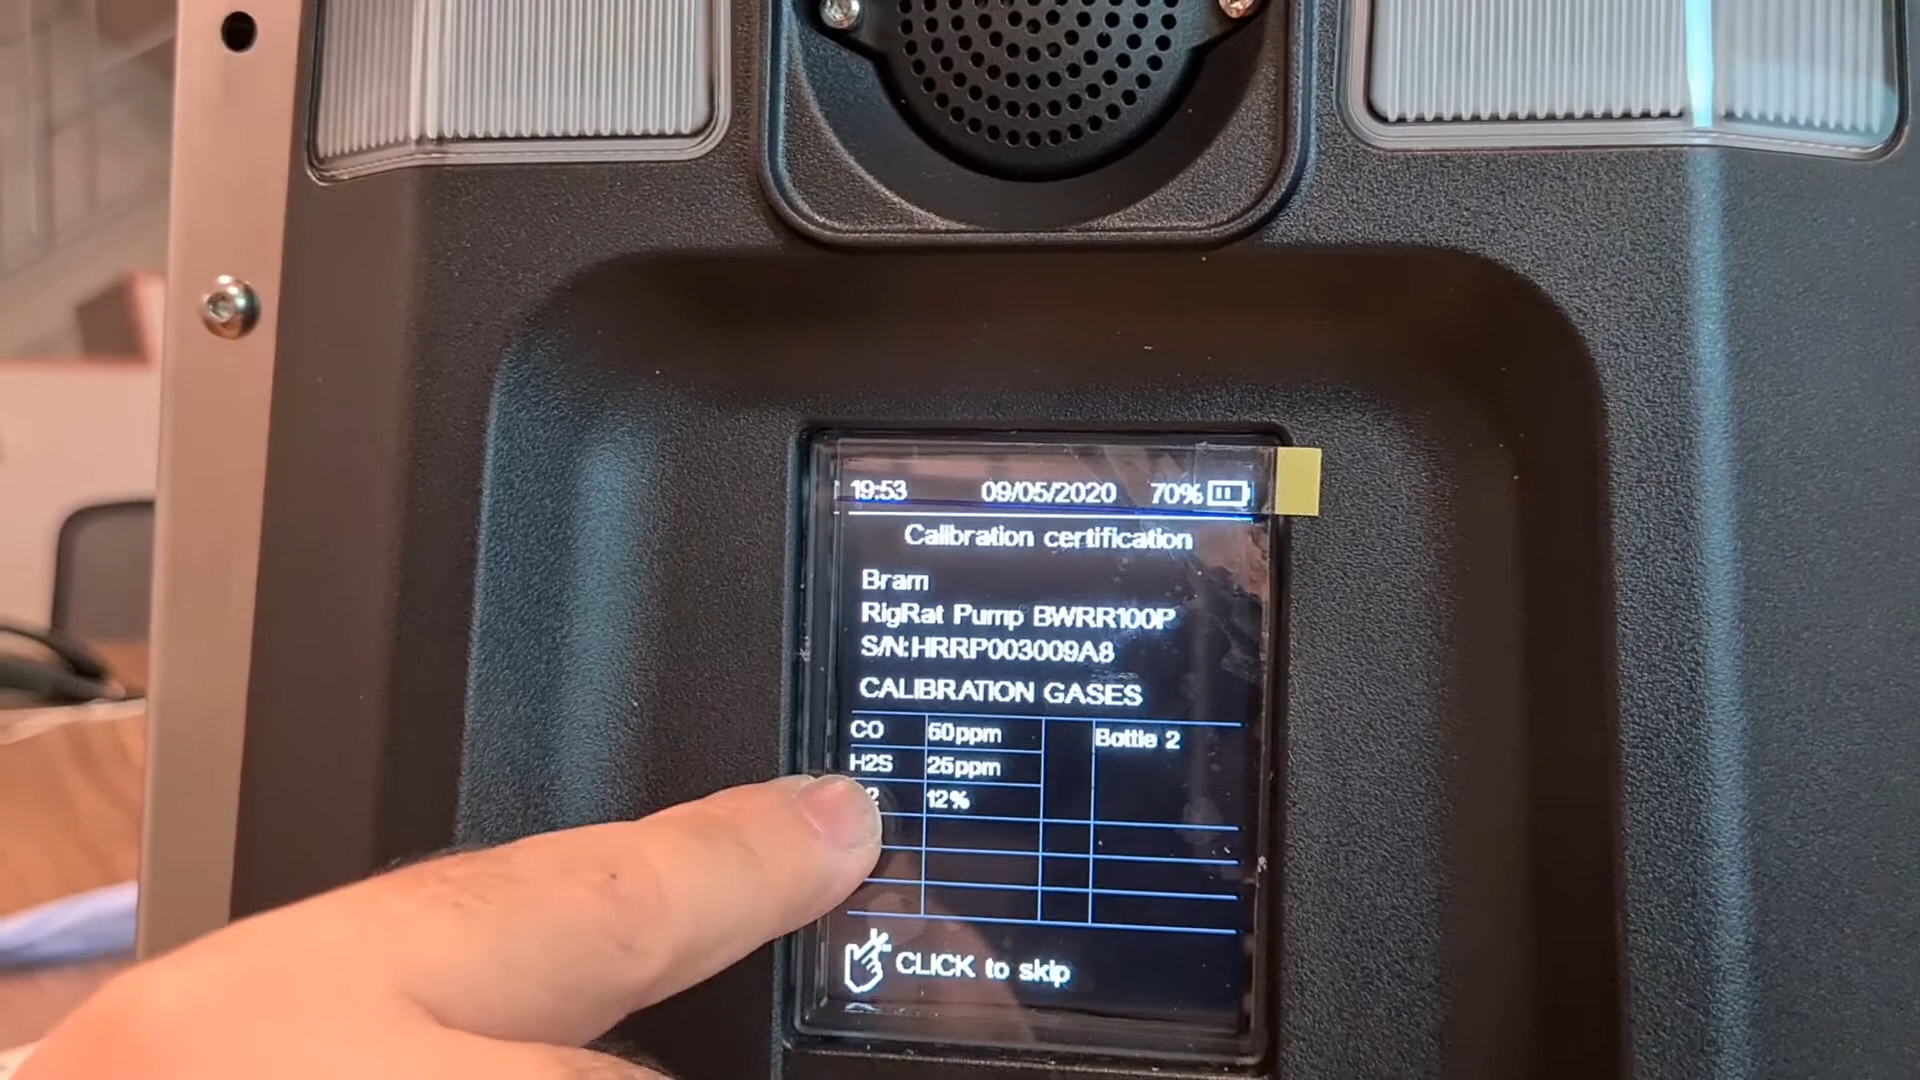 19:53 09/05/2020 70%
Calibration certification
Bram
RigRat Pump BWRR100P
S/N:HRRP003009A8
CALIBRATION GASES
CO 50ppm Bottle 2
H2S 25ppm
12%
CLICK to skip